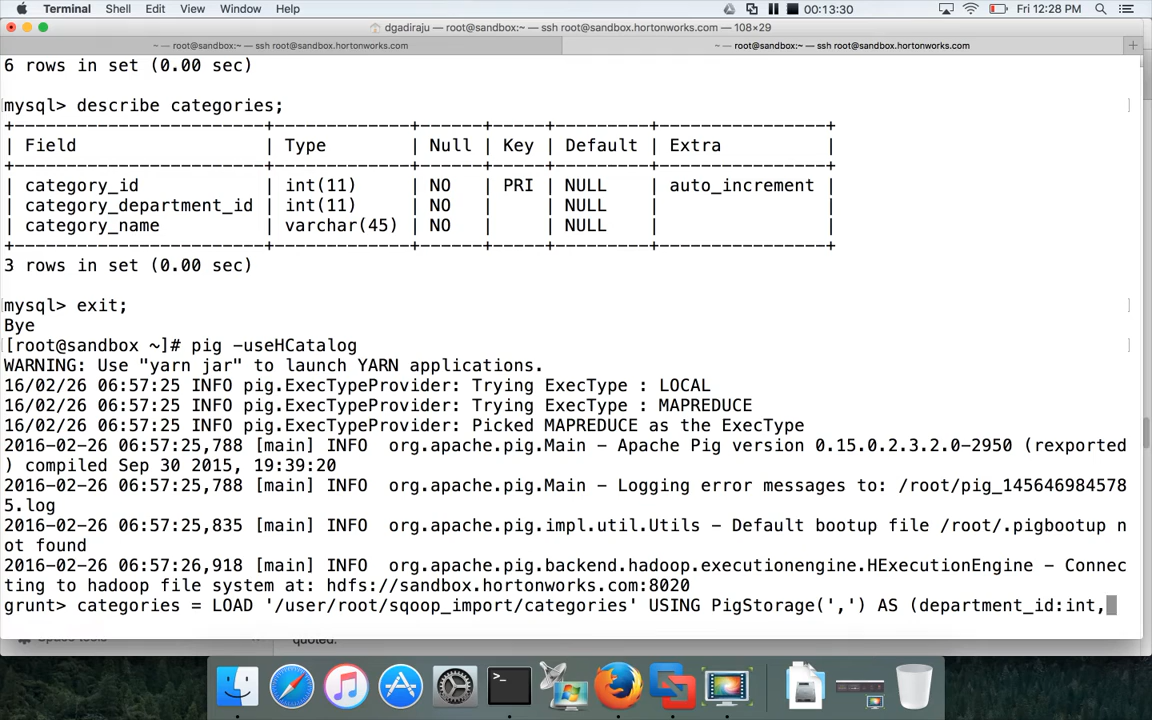 Terminal Shell Edit View Window Help 00:13:30 Fri 12:28 PM
dgadiraju — root@sandbox:~ — ssh root@sandbox.hortonworks.com — 108×29
~ — root@sandbox:~ — ssh root@sandbox.hortonworks.com ~ — root@sandbox:~ — ssh root@sandbox.hortonworks.com +
6 rows in set (0.00 sec)
mysql> describe categories;
+------------------------+-------------+------+-----+---------+----------------+
| Field | Type | Null | Key | Default | Extra |
+------------------------+-------------+------+-----+---------+----------------+
| category_id | int(11) | NO | PRI | NULL | auto_increment |
| category_department_id | int(11) | NO | | NULL | |
| category_name | varchar(45) | NO | | NULL | |
+------------------------+-------------+------+-----+---------+----------------+
3 rows in set (0.00 sec)
mysql> exit;
Bye
[root@sandbox ~]# pig -useHCatalog
WARNING: Use "yarn jar" to launch YARN applications.
16/02/26 06:57:25 INFO pig.ExecTypeProvider: Trying ExecType : LOCAL
16/02/26 06:57:25 INFO pig.ExecTypeProvider: Trying ExecType : MAPREDUCE
16/02/26 06:57:25 INFO pig.ExecTypeProvider: Picked MAPREDUCE as the ExecType
2016-02-26 06:57:25,788 [main] INFO  org.apache.pig.Main - Apache Pig version 0.15.0.2.3.2.0-2950 (rexported
) compiled Sep 30 2015, 19:39:20
2016-02-26 06:57:25,788 [main] INFO  org.apache.pig.Main - Logging error messages to: /root/pig_145646984578
5.log
2016-02-26 06:57:25,835 [main] INFO  org.apache.pig.impl.util.Utils - Default bootup file /root/.pigbootup n
ot found
2016-02-26 06:57:26,918 [main] INFO  org.apache.pig.backend.hadoop.executionengine.HExecutionEngine - Connec
ting to hadoop file system at: hdfs://sandbox.hortonworks.com:8020
grunt> categories = LOAD '/user/root/sqoop_import/categories' USING PigStorage(',') AS (department_id:int,
quoted.